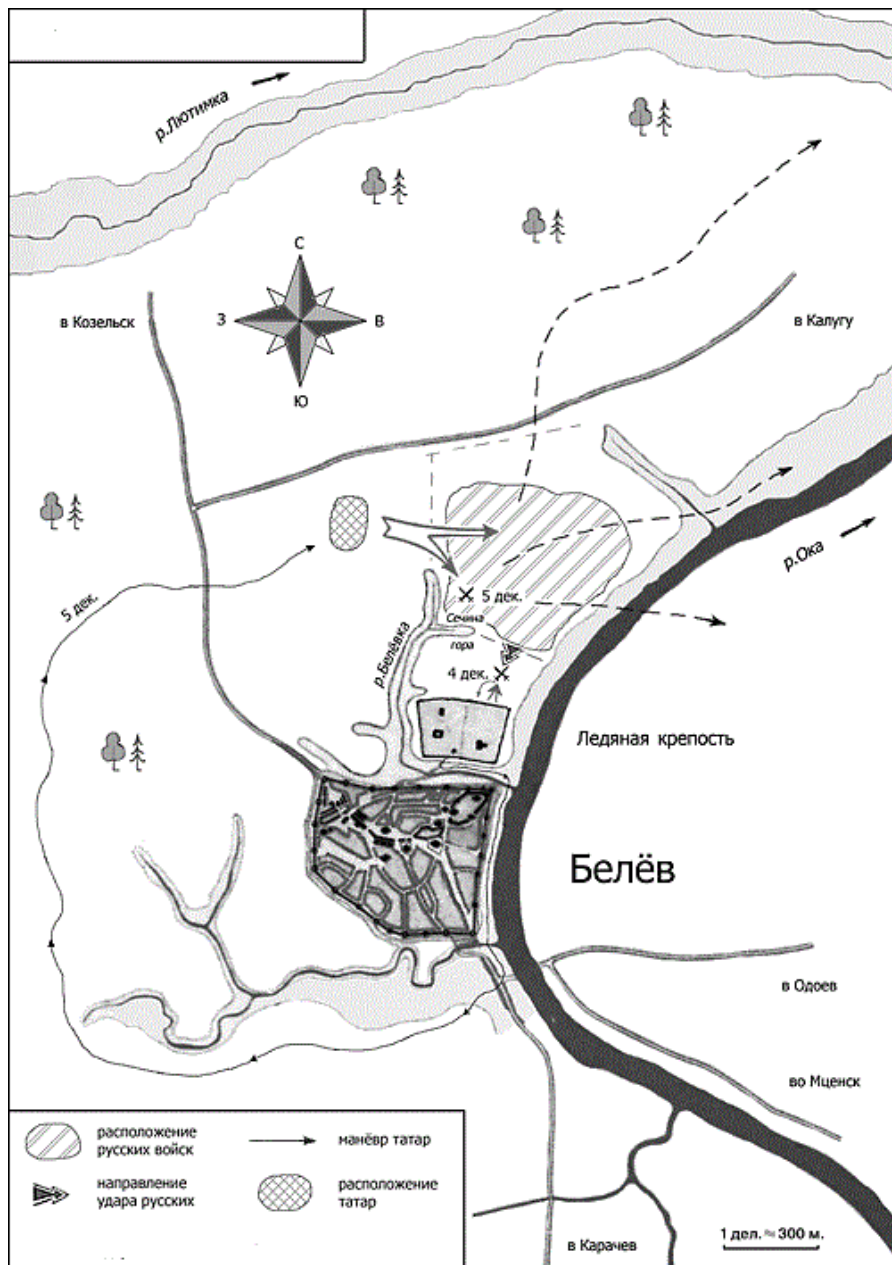 р.Лютимка
С
в Козельск
З
В
в Калугу
Ю
р.Ока
5 дек.
5 дек.
Сечина
гора
р.Белёвка
4 дек.
Ледяная крепость
Белёв
в Одоев
во Мценск
расположение
русских войск
манёвр татар
направление
удара русских
расположение
татар
в Карачев
1 дел. ≈ 300 м.